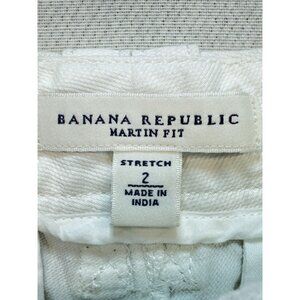 BANANA REPUBLIC
MARTIN FIT
STRETCH
2
MADE IN
INDIA